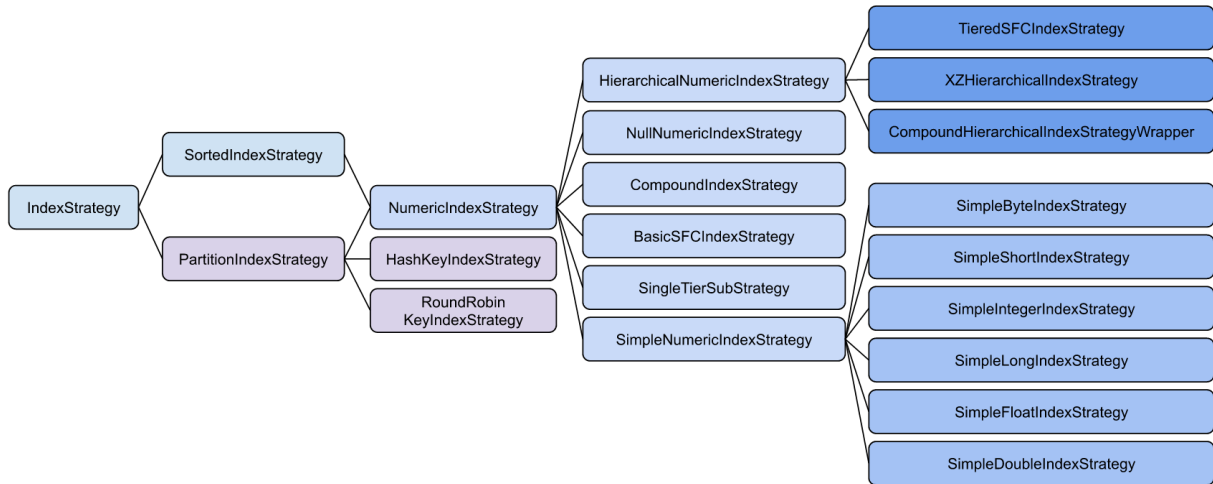 IndexStrategy
SortedIndexStrategy
PartitionIndexStrategy
NumericIndexStrategy
HashKeyIndexStrategy
RoundRobin
KeyIndexStrategy
HierarchicalNumericIndexStrategy
NullNumericIndexStrategy
CompoundIndexStrategy
BasicSFCIndexStrategy
SingleTierSubStrategy
SimpleNumericIndexStrategy
TieredSFCIndexStrategy
XZHierarchicalIndexStrategy
CompoundHierarchicalIndexStrategyWrapper
SimpleByteIndexStrategy
SimpleShortIndexStrategy
SimpleIntegerIndexStrategy
SimpleLongIndexStrategy
SimpleFloatIndexStrategy
SimpleDoubleIndexStrategy